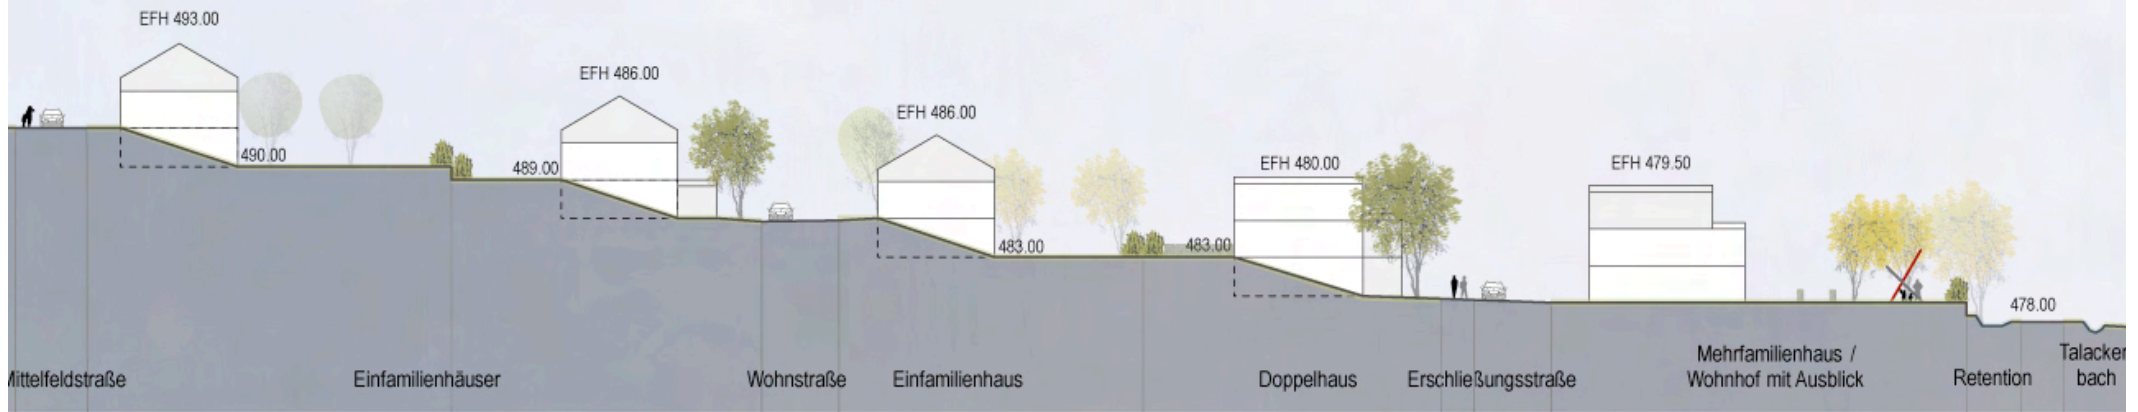 EFH 493.00
EFH 486.00
EFH 486.00
EFH 480.00
EFH 479.50
490.00
489.00
483.00
483.00
478.00
Mittelfeldstraße
Einfamilienhäuser
Wohnstraße
Einfamilienhaus
Doppelhaus
Erschließungsstraße
Mehrfamilienhaus /
Wohnhof mit Ausblick
Retention
Talacker
bach